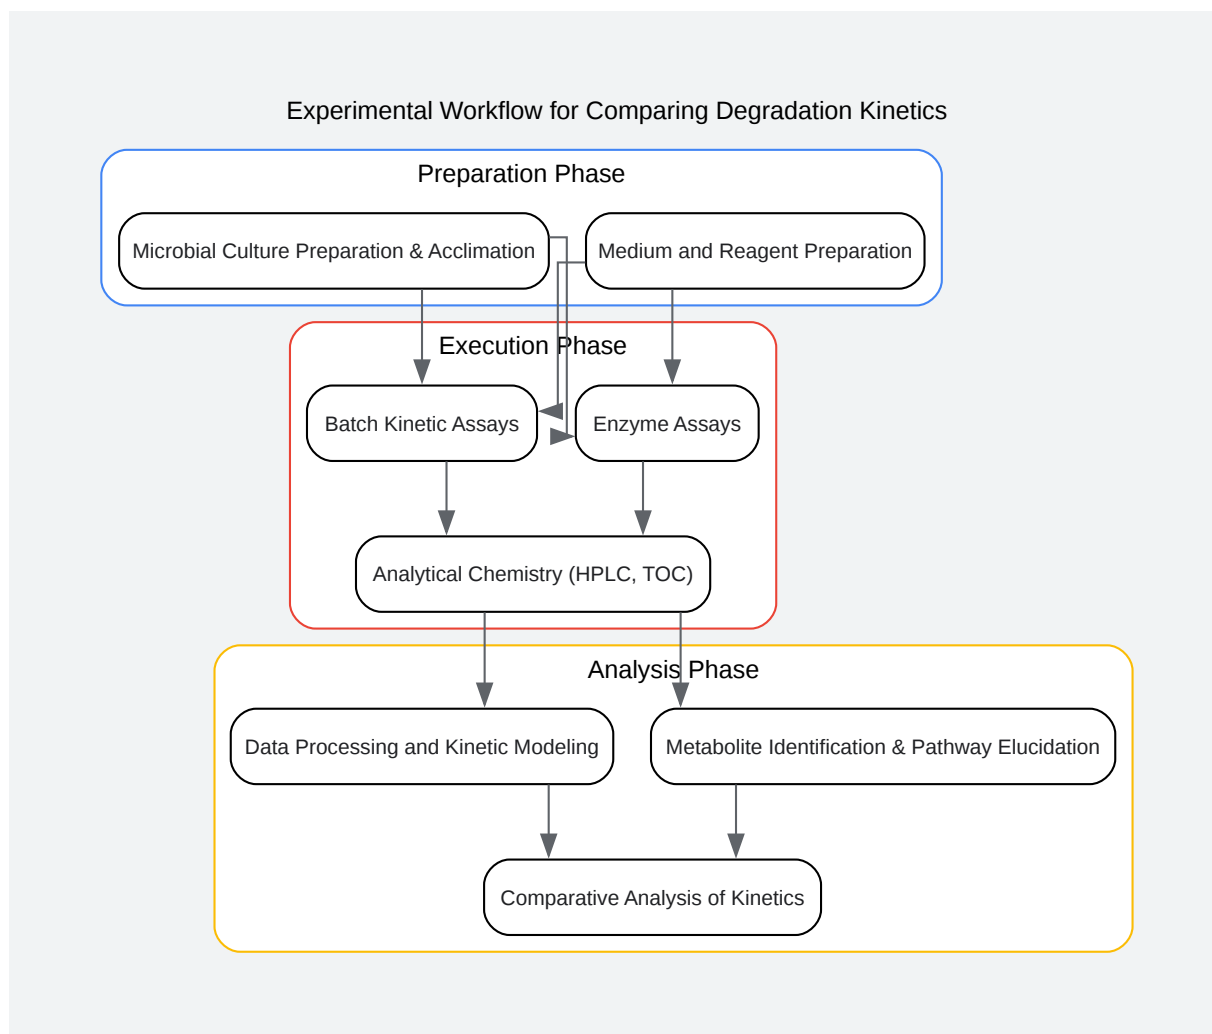 Experimental Workflow for Comparing Degradation Kinetics
Preparation Phase
Microbial Culture Preparation & Acclimation
Medium and Reagent Preparation
Execution Phase
Batch Kinetic Assays
Enzyme Assays
Analytical Chemistry (HPLC, TOC)
Analysis Phase
Data Processing and Kinetic Modeling
Metabolite Identification & Pathway Elucidation
Comparative Analysis of Kinetics